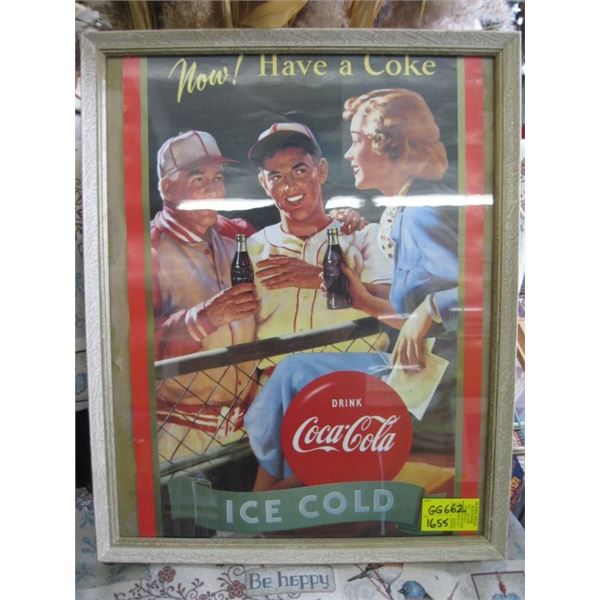 Now! Have a Coke
DRINK
Coca-Cola
ICE COLD
GG662
1655
Be happy